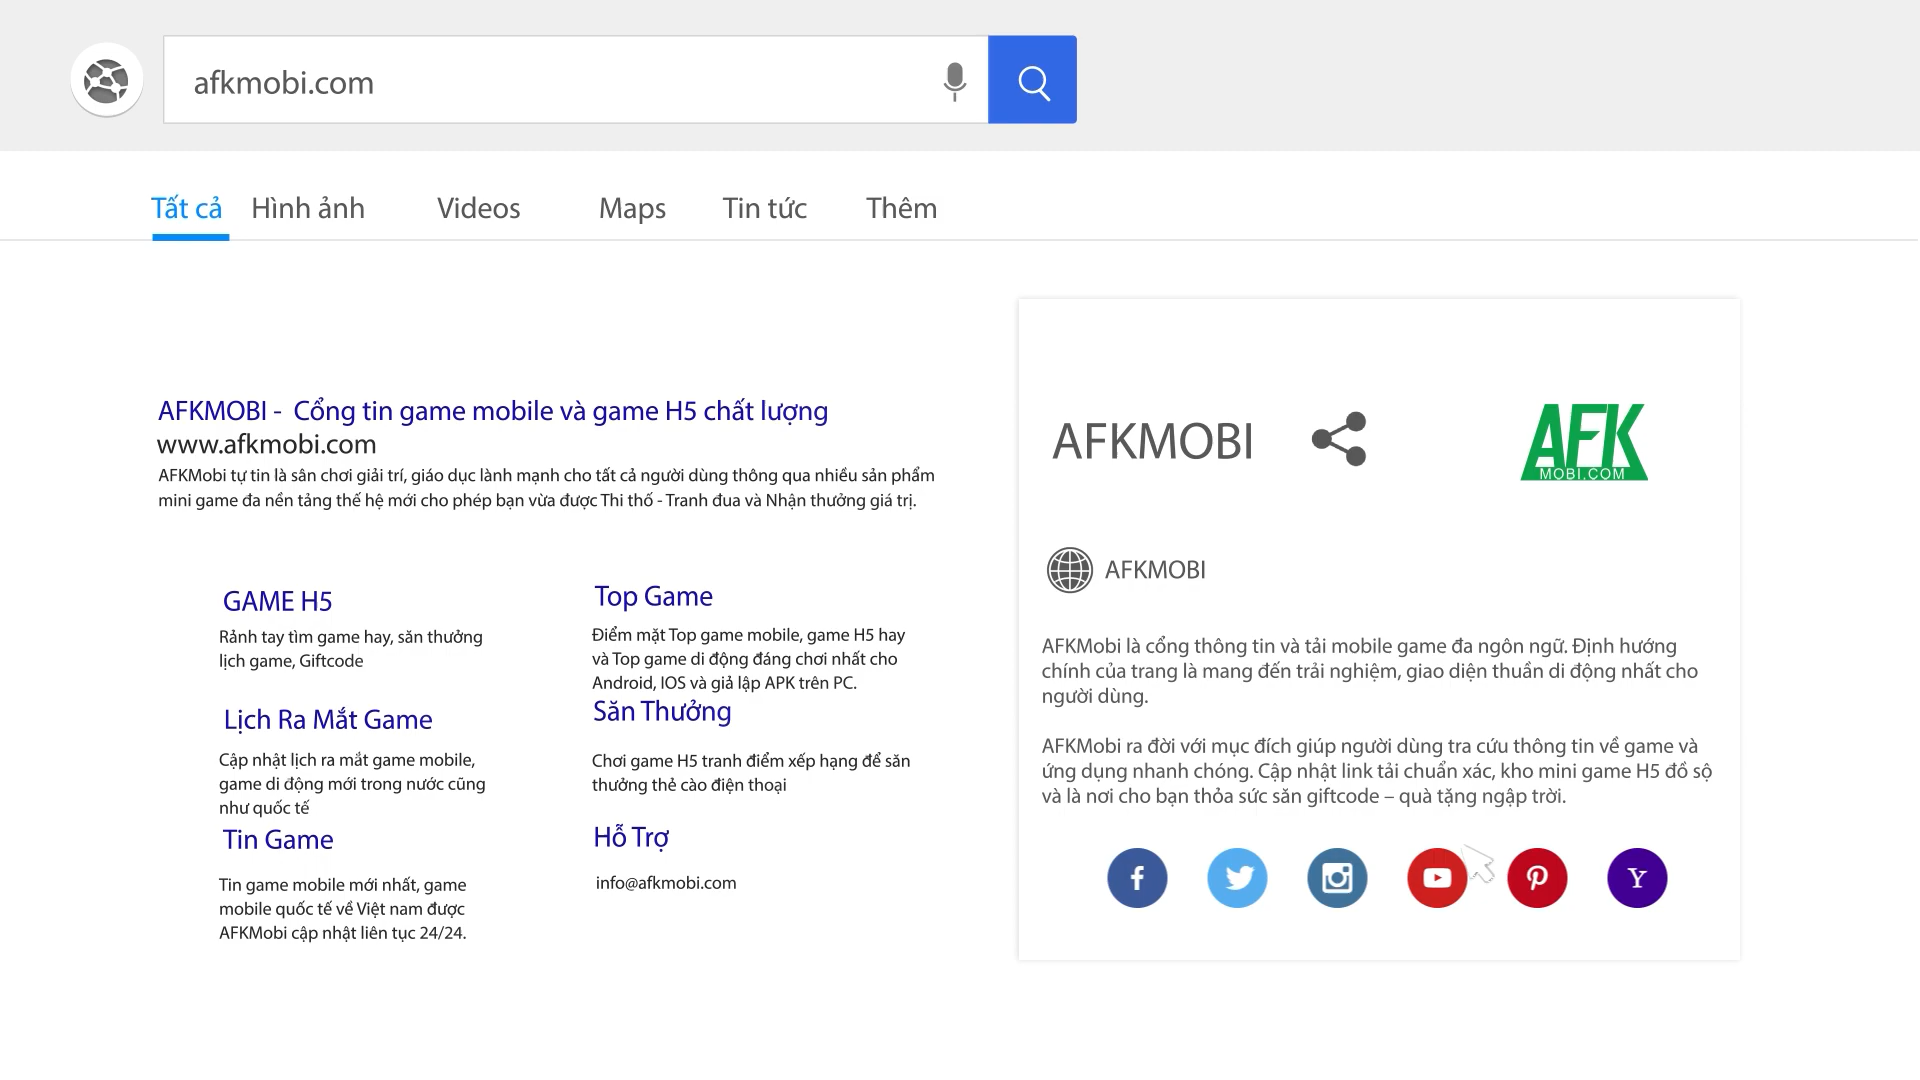 afkmobi.com
Tất cả Hình ảnh Videos Maps Tin tức Thêm
AFKMOBI - Cổng tin game mobile và game H5 chất lượng
www.afkmobi.com
AFKMobi tự tin là sân chơi giải trí, giáo dục lành mạnh cho tất cả người dùng thông qua nhiều sản phẩm
mini game đa nền tảng thế hệ mới cho phép bạn vừa được Thi thố - Tranh đua và Nhận thưởng giá trị.
GAME H5
Rảnh tay tìm game hay, săn thưởng
lịch game, Giftcode
Lịch Ra Mắt Game
Cập nhật lịch ra mắt game mobile,
game di động mới trong nước cũng
như quốc tế
Tin Game
Tin game mobile mới nhất, game
mobile quốc tế về Việt nam được
AFKMobi cập nhật liên tục 24/24.
Top Game
Điểm mặt Top game mobile, game H5 hay
và Top game di động đáng chơi nhất cho
Android, IOS và giả lập APK trên PC.
Săn Thưởng
Chơi game H5 tranh điểm xếp hạng để săn
thưởng thẻ cào điện thoại
Hỗ Trợ
info@afkmobi.com
AFKMOBI
AFK
MOBI.COM
AFKMOBI
AFKMobi là cổng thông tin và tải mobile game đa ngôn ngữ. Định hướng
chính của trang là mang đến trải nghiệm, giao diện thuần di động nhất cho
người dùng.
AFKMobi ra đời với mục đích giúp người dùng tra cứu thông tin về game và
ứng dụng nhanh chóng. Cập nhật link tải chuẩn xác, kho mini game H5 đồ sộ
và là nơi cho bạn thỏa sức săn giftcode – quà tặng ngập trời.